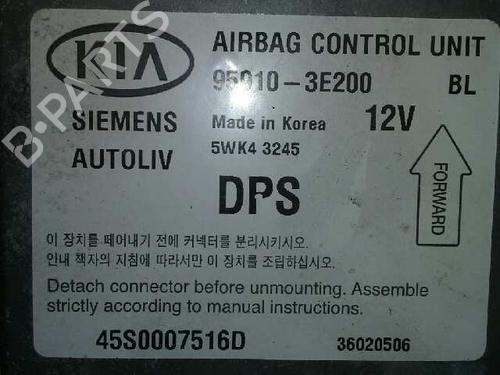 KIA
AIRBAG CONTROL UNIT
95910-3E200 BL
SIEMENS
AUTOLIV
Made in Korea
12V
5WK4 3245
DPS
FORWARD
이 장치를 떼어내기 전에 커넥터를 분리시키시오.
안내 책자의 지침에 따라서만 이 장치를 조립하십시오.
Detach connector before unmounting. Assemble
strictly according to manual instructions.
45S0007516D
36020506
B-PARTS